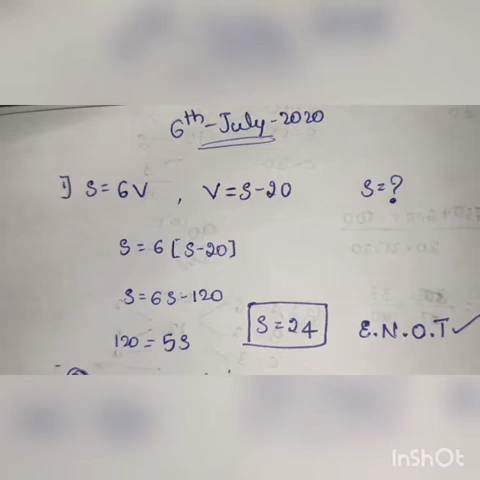 6th-July-2020
1] S=6V , V=S-20 S=?
S=6[S-20]
S=6S-120
120=5S S=24 E.N.O.T✓
InShOt